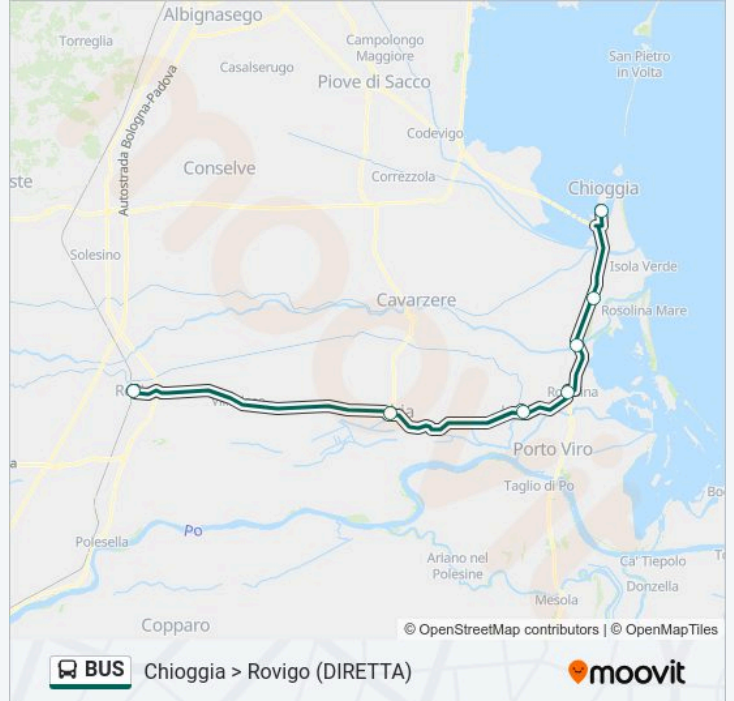 Albignasego
Torreglia
Campolongo
Maggiore
Casalserugo
San Pietro
in Volta
Piove di Sacco
Autostrada Bologna-Padova
Codevigo
Conselve
Correzzola
ste
Chioggia
Solesino
Isola Verde
Cavarzere
Rosolina Mare
Porto Viro
a
Taglio di Po
Bo
Po
Polesella
Ariano nel
Polesine
Ca' Tiepolo
Donzella
Mesola
Copparo
© OpenStreetMap contributors | © OpenMapTiles
BUS
Chioggia > Rovigo (DIRETTA)
moovit